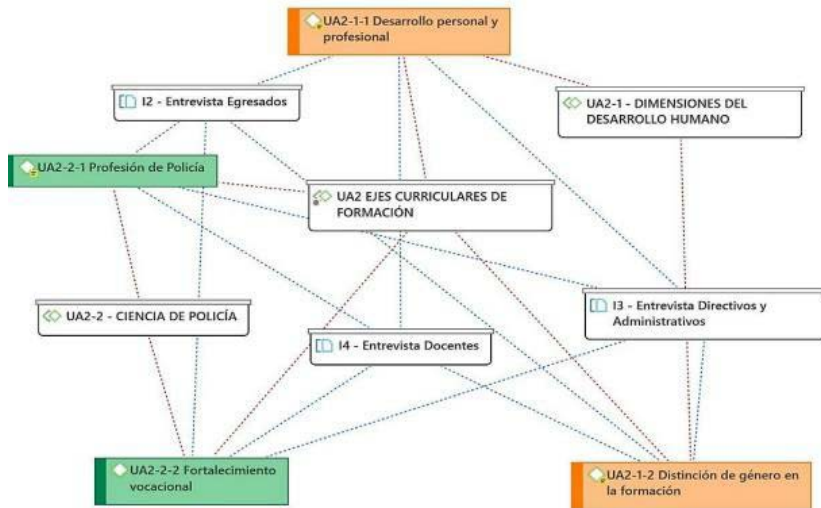 UA2-1-1 Desarrollo personal y
profesional
I2 - Entrevista Egresados
UA2-1 - DIMENSIONES DEL
DESARROLLO HUMANO
UA2-2-1 Profesión de Policía
UA2 EJES CURRICULARES DE
FORMACIÓN
UA2-2 - CIENCIA DE POLICÍA
I4 - Entrevista Docentes
I3 - Entrevista Directivos y
Administrativos
UA2-2-2 Fortalecimiento
vocacional
UA2-1-2 Distinción de género en
la formación